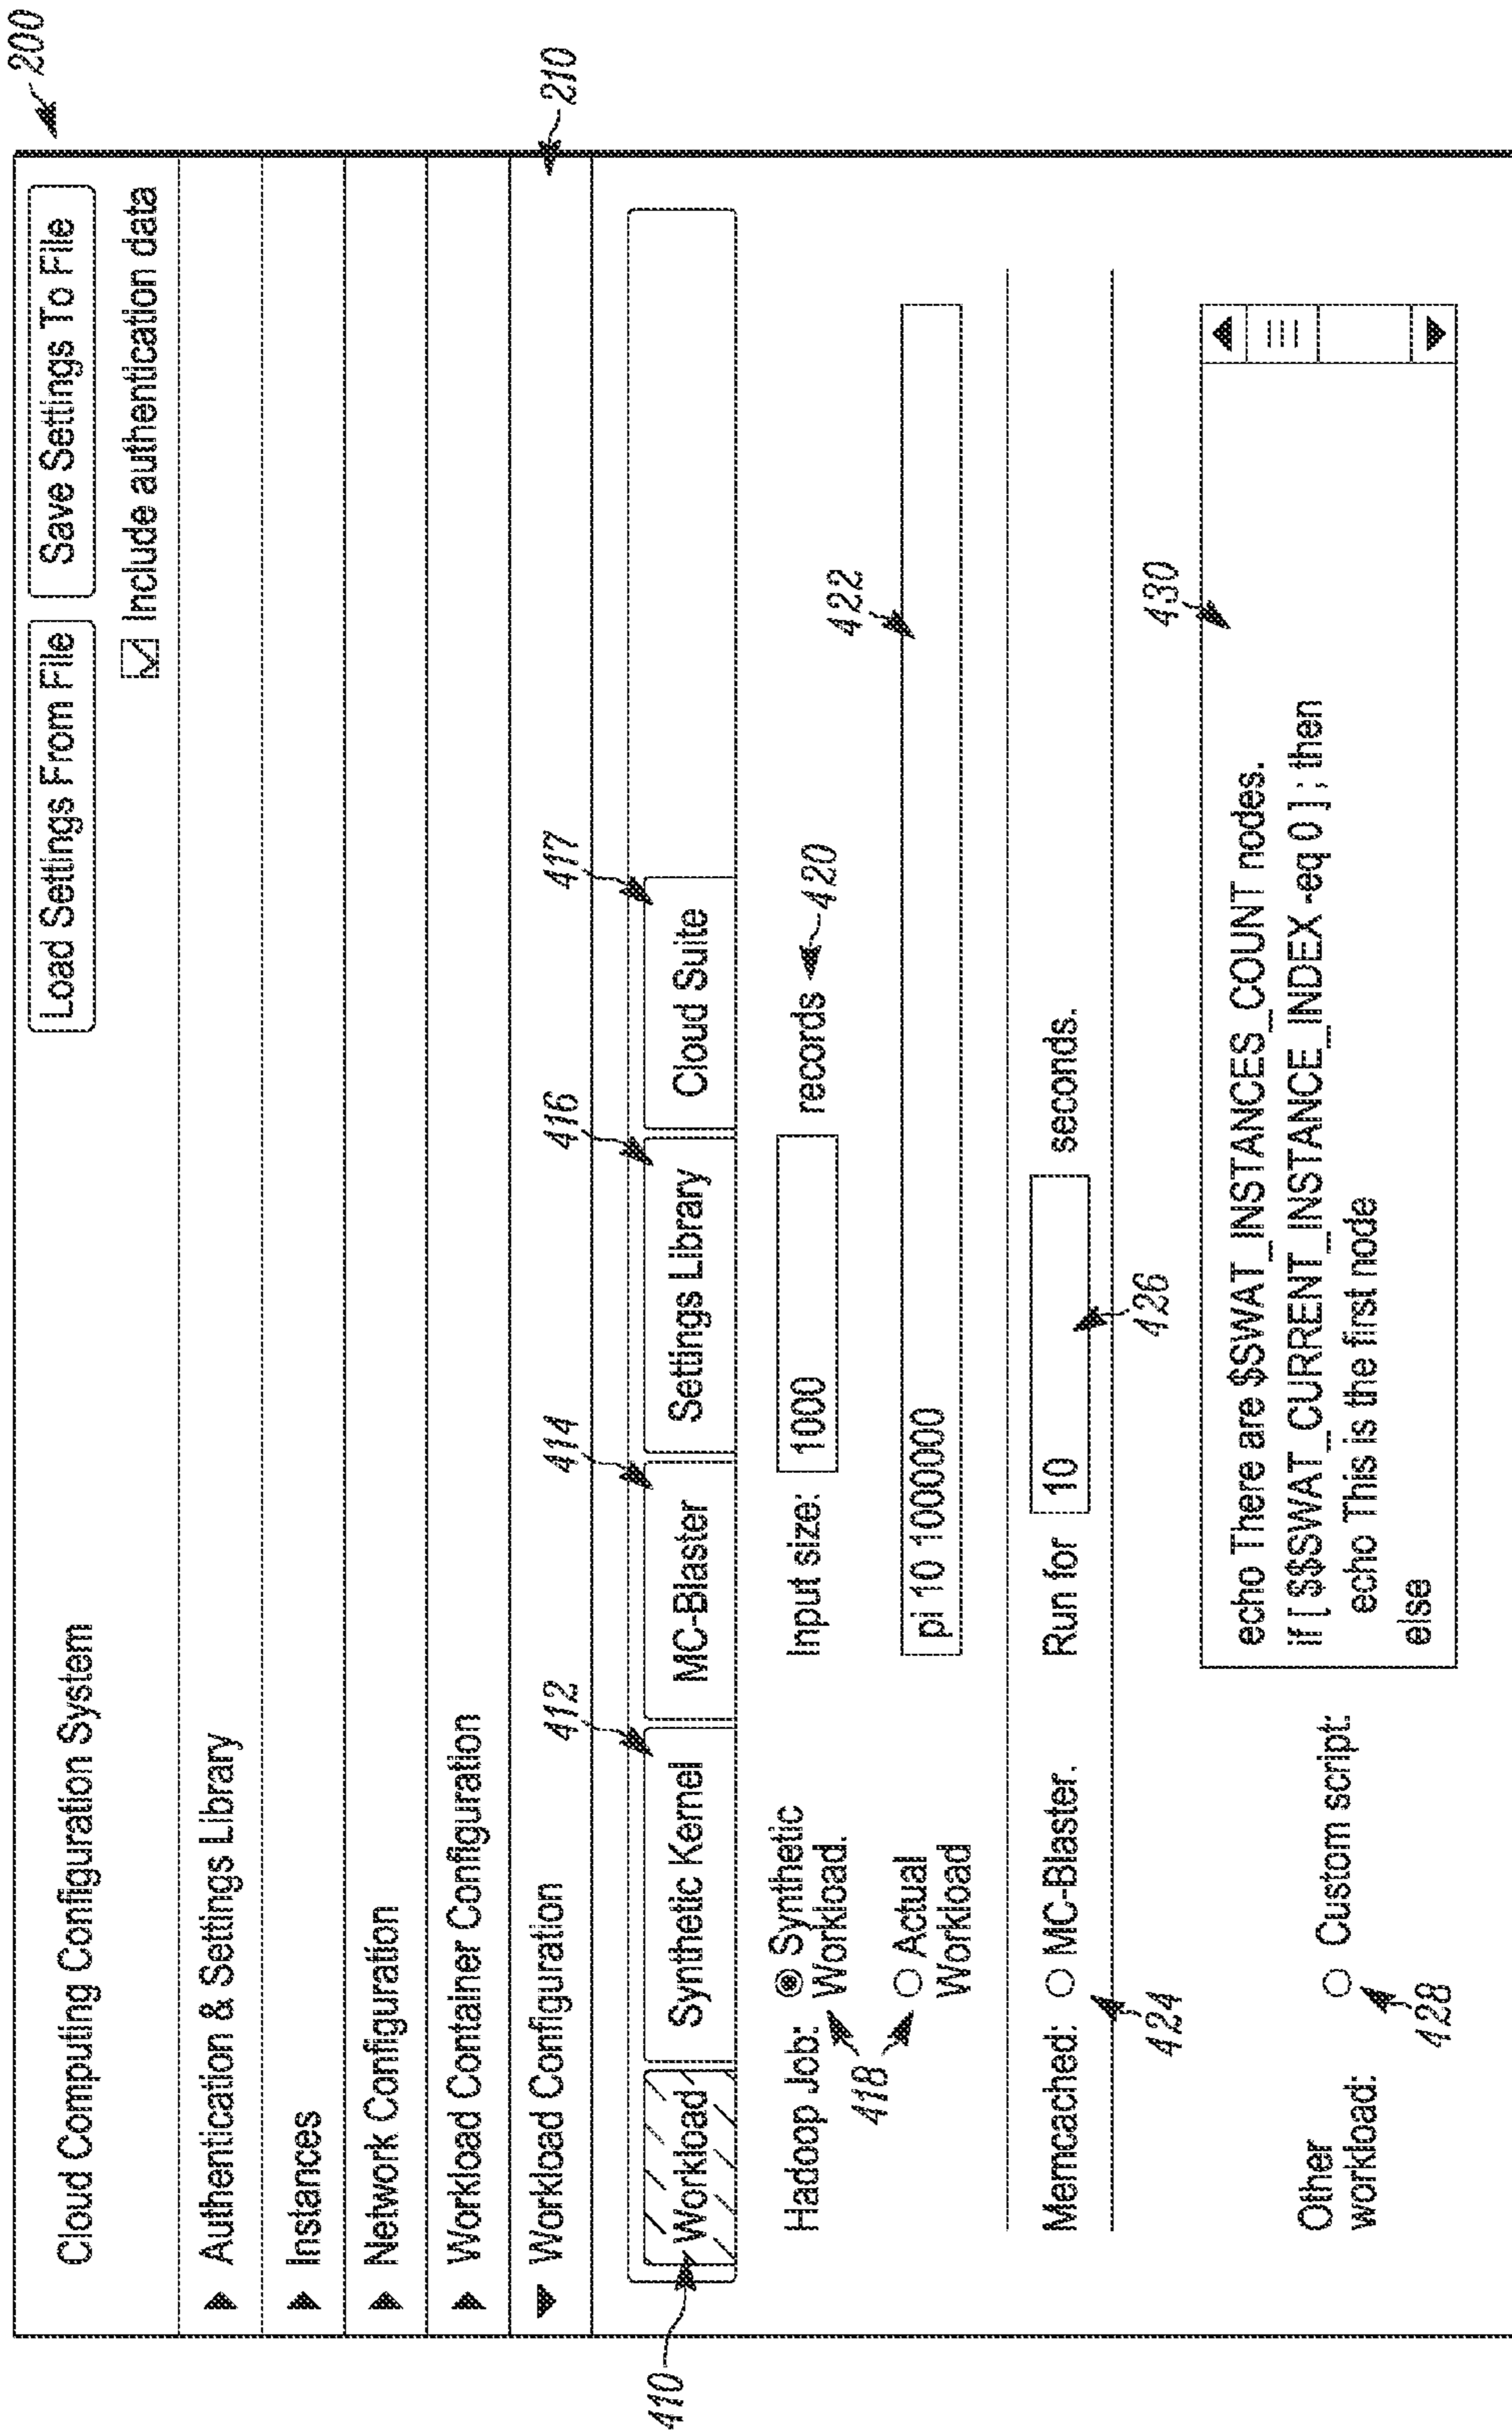 200
Cloud Computing Configuration System
Load Settings From File
Save Settings To File
Include authentication data
Authentication & Settings Library
Instances
Network Configuration
Workload Container Configuration
Workload Configuration
210
410
412
414
416
417
Workload
Synthetic Kernel
MC-Blaster
Settings Library
Cloud Suite
Hadoop Job:
Synthetic
Workload.
Input size:
1000
records
420
418
Actual
Workload
pi 10 100000
422
Memcached:
MC-Blaster.
Run for
10
seconds.
424
426
430
Other
workload:
Custom script:
428
echo There are $SWAT_INSTANCES_COUNT nodes.
if [ $$SWAT_CURRENT_INSTANCE_INDEX -eq 0 ] ; then
echo This is the first node
else